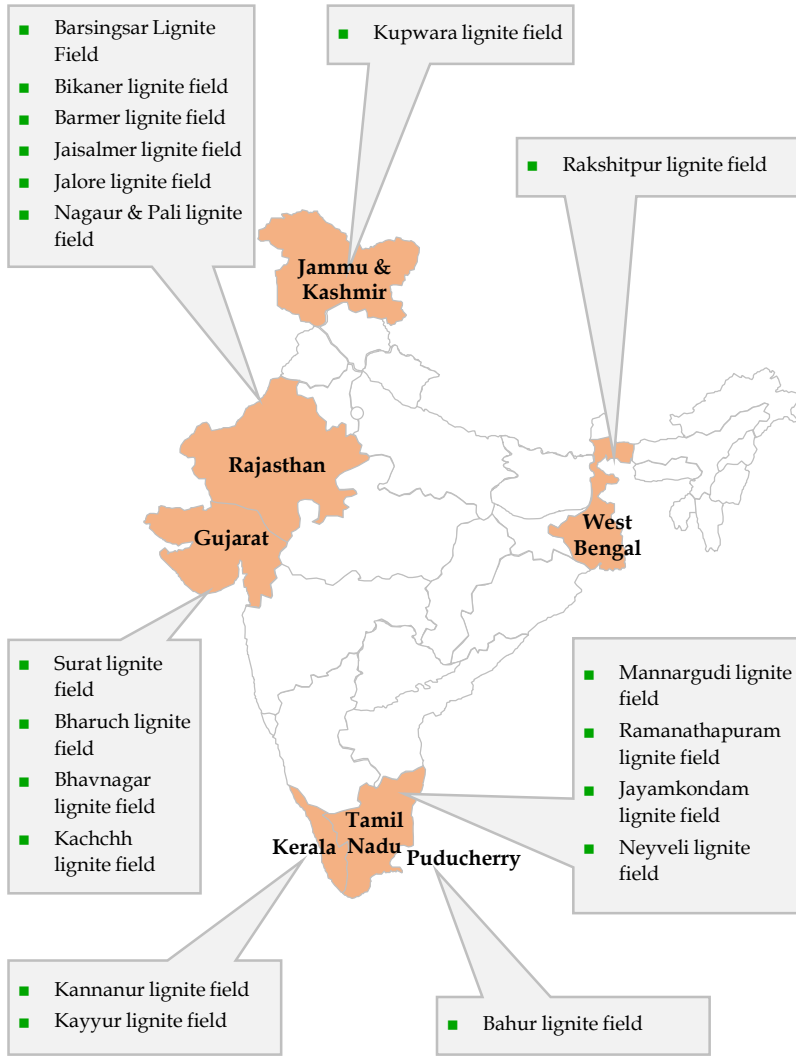 Barsingsar Lignite
Field
Bikaner lignite field
Barmer lignite field
Jaisalmer lignite field
Jalore lignite field
Nagaur & Pali lignite
field
Kupwara lignite field
Rakshitpur lignite field
Jammu &
Kashmir
Rajasthan
Gujarat
West
Bengal
Surat lignite
field
Bharuch lignite
field
Bhavnagar
lignite field
Kachchh
lignite field
Mannargudi lignite
field
Ramanathapuram
lignite field
Jayamkondam
lignite field
Neyveli lignite
field
Tamil
Nadu
Kerala
Puducherry
Kannanur lignite field
Kayyur lignite field
Bahur lignite field